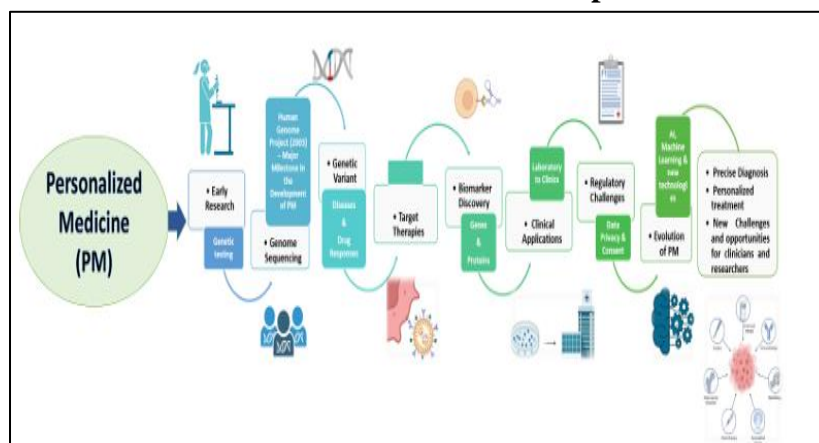 Personalized
Medicine
(PM)
• Early
Research
Genetic
testing
Human
Genome
Project (2003)
– Major
Milestone in
the
Development
of PM
• Genome
Sequencing
• Genetic
Variant
Diseases
&
Drug
Responses
• Target
Therapies
• Biomarker
Discovery
Genes
&
Proteins
Laboratory
to Clinics
• Clinical
Applications
• Regulatory
Challenges
Data
Privacy &
Consent
AI,
Machine
Learning &
new
technologi
es
• Evolution
of PM
• Precise Diagnosis
• Personalized
treatment
• New Challenges
and opportunities
for clinicians and
researchers